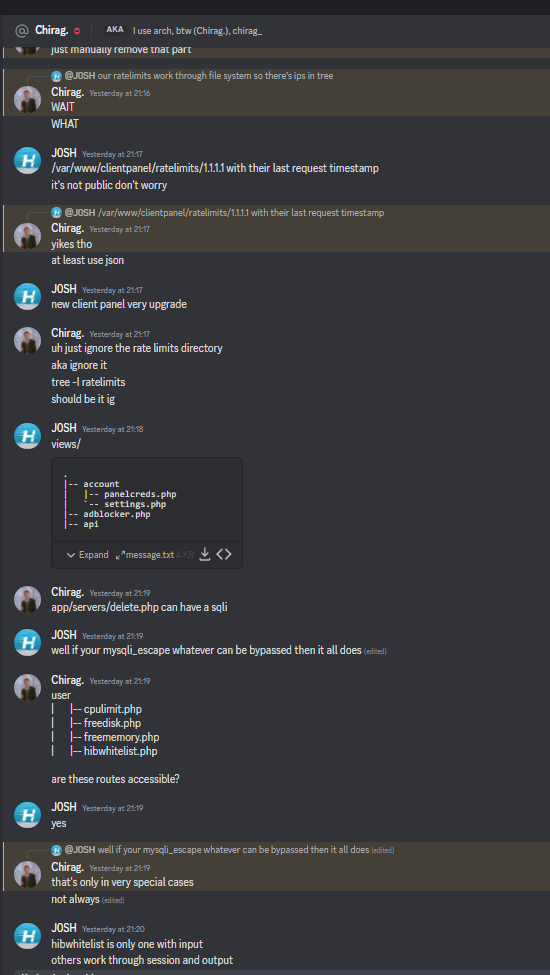 @ Chirag. AKA I use arch, btw (Chirag.), chirag_
just manually remove that part
@JOSH our ratelimits work through file system so there's ips in tree
Chirag. Yesterday at 21:16
WAIT
WHAT
JOSH Yesterday at 21:17
/var/www/clientpanel/ratelimits/1.1.1.1 with their last request timestamp
it's not public don't worry
@JOSH /var/www/clientpanel/ratelimits/1.1.1.1 with their last request timestamp
Chirag. Yesterday at 21:17
yikes tho
at least use json
JOSH Yesterday at 21:17
new client panel very upgrade
Chirag. Yesterday at 21:17
uh just ignore the rate limits directory
aka ignore it
tree -I ratelimits
should be it ig
JOSH Yesterday at 21:18
views/
.
|-- account
|   |-- panelcreds.php
|   `-- settings.php
|-- adblocker.php
|-- api
Expand message.txt 4 KB <>
Chirag. Yesterday at 21:19
app/servers/delete.php can have a sqli
JOSH Yesterday at 21:19
well if your mysqli_escape whatever can be bypassed then it all does (edited)
Chirag. Yesterday at 21:19
user
|   |-- cpulimit.php
|   |-- freedisk.php
|   |-- freememory.php
|   |-- hibwhitelist.php
are these routes accessible?
JOSH Yesterday at 21:19
yes
@JOSH well if your mysqli_escape whatever can be bypassed then it all does (edited)
Chirag. Yesterday at 21:19
that's only in very special cases
not always (edited)
JOSH Yesterday at 21:20
hibwhitelist is only one with input
others work through session and output